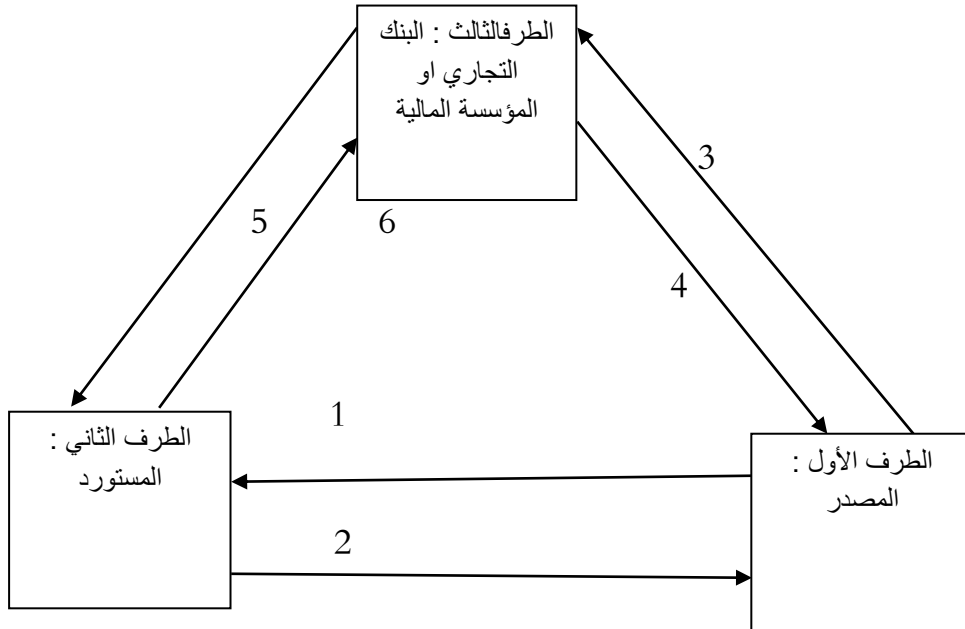 الطرفالثالث : البنك
التجاري او
المؤسسة المالية
3
5
6
4
1
الطرف الثاني :
المستورد
الطرف الأول :
المصدر
2